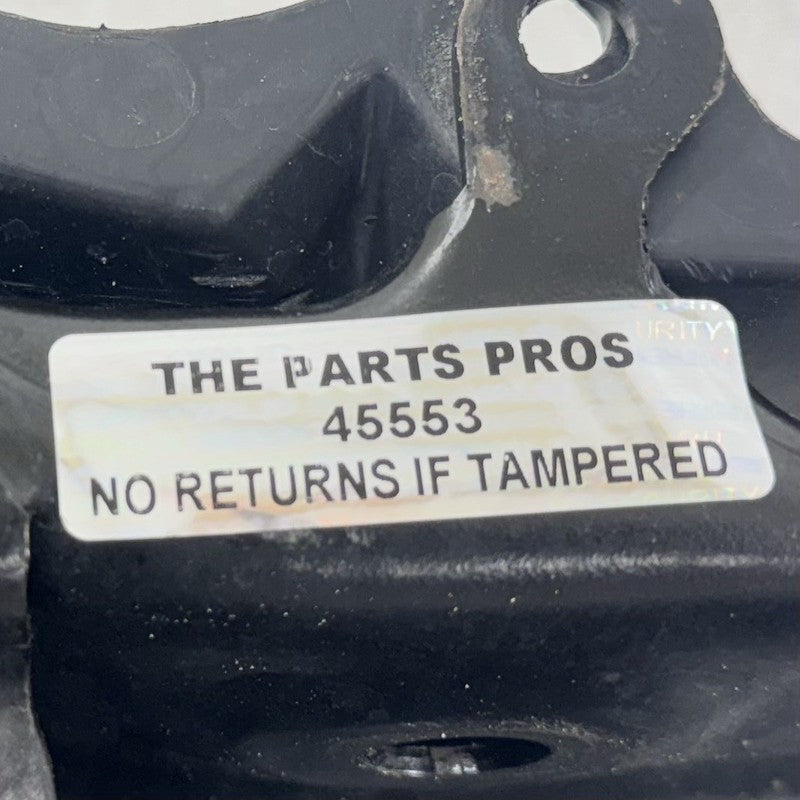 THE PARTS PROS
45553
NO RETURNS IF TAMPERED